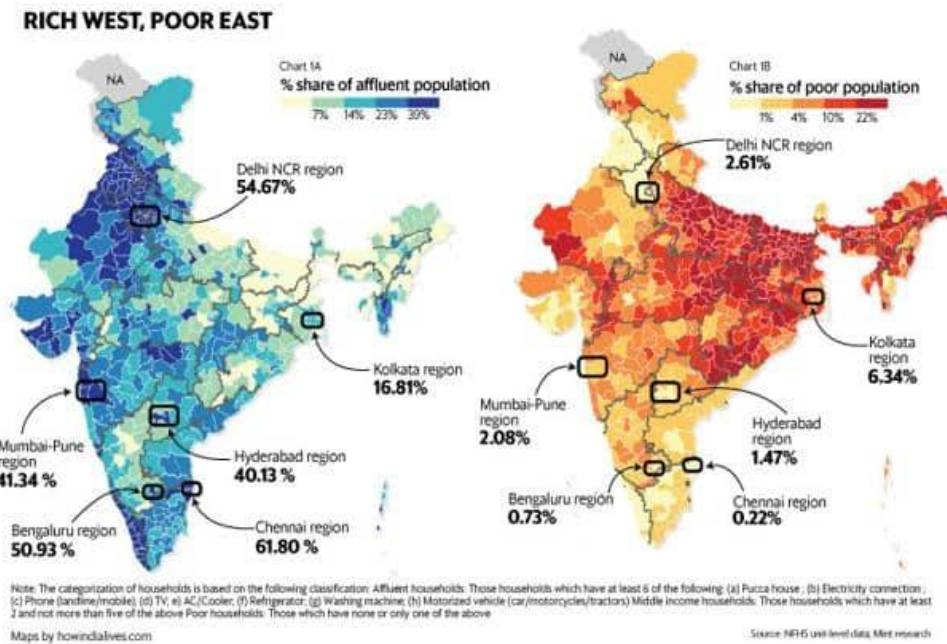 RICH WEST, POOR EAST
Chart 1A
% share of affluent population
7% 14% 23% 39%
NA
Delhi NCR region
54.67%
Kolkata region
16.81%
Mumbai-Pune
region
41.34 %
Hyderabad region
40.13 %
Bengaluru region
50.93 %
Chennai region
61.80 %
Chart 1B
% share of poor population
1% 4% 10% 22%
NA
Delhi NCR region
2.61%
Kolkata
region
6.34%
Mumbai-Pune
region
2.08%
Hyderabad
region
1.47%
Bengaluru region
0.73%
Chennai region
0.22%
Note: The categorization of households is based on the following classification: Affluent households: Those households which have at least 6 of the following: (a) Pucca house ; (b) Electricity connection ;
(c) Phone (landline/mobile); (d) TV; e) AC/Cooler; (f) Refrigerator; (g) Washing machine; (h) Motorized vehicle (car/motorcycles/tractors) Middle income households: Those households which have at least
2 and not more than five of the above Poor households: Those which have none or only one of the above
Maps by howindialives.com
Source: NFHS unit-level data, Mint research